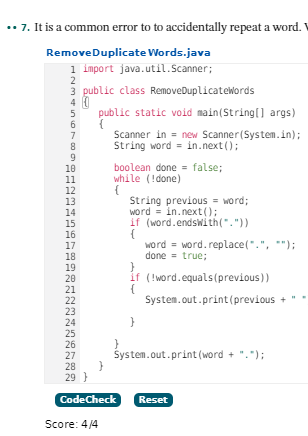 •• 7. It is a common error to to accidentally repeat a word.
RemoveDuplicateWords.java
1 import java.util.Scanner;
2
3 public class RemoveDuplicateWords
4 {
5 public static void main(String[] args)
6 {
7 Scanner in = new Scanner(System.in);
8 String word = in.next();
9
10 boolean done = false;
11 while (!done)
12 {
13 String previous = word;
14 word = in.next();
15 if (word.endsWith("."))
16 {
17 word = word.replace(".", "");
18 done = true;
19 }
20 if (!word.equals(previous))
21 {
22 System.out.print(previous + " "
23
24 }
25
26 }
27 System.out.print(word + ".");
28 }
29 }
CodeCheck Reset
Score: 4/4